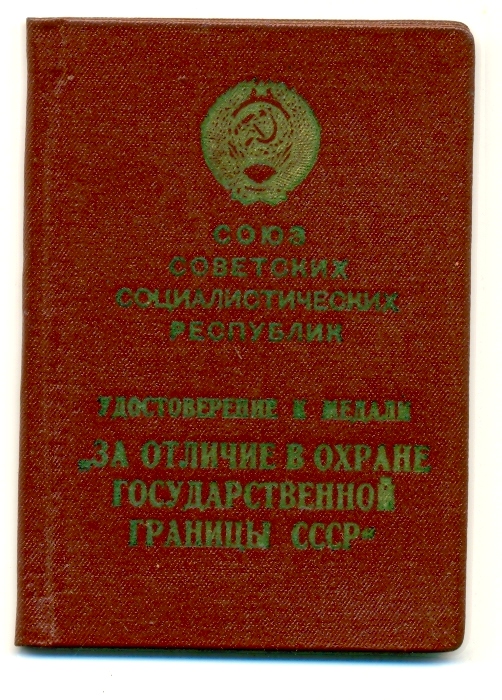 СОЮЗ
СОВЕТСКИХ
СОЦИАЛИСТИЧЕСКИХ
РЕСПУБЛИК
УДОСТОВЕРЕНИЕ К МЕДАЛИ
„ЗА ОТЛИЧИЕ В ОХРАНЕ
ГОСУДАРСТВЕННОЙ
ГРАНИЦЫ СССР“